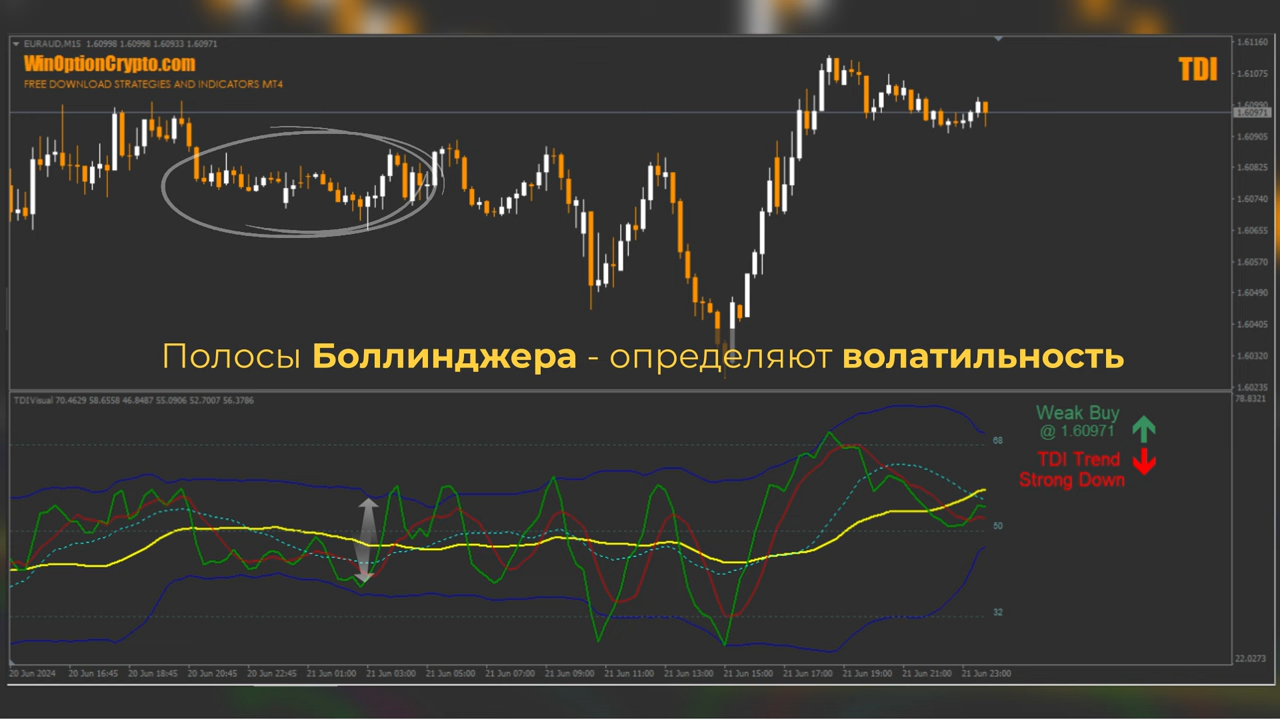 EURAUD,M15 1.60998 1.60998 1.60933 1.60971
WinOptionCrypto.com
FREE DOWNLOAD STRATEGIES AND INDICATORS MT4
TDI
1.61160
1.61075
1.60990
1.60971
1.60905
1.60825
1.60740
1.60655
1.60570
1.60490
1.60405
1.60320
1.60235
Полосы Боллинджера - определяют волатильность
TDIVisual 70.4629 58.6558 46.8487 55.0906 52.7007 56.3786
78.8321
Weak Buy
@ 1.60971
TDI Trend
Strong Down
68
50
32
22.0273
20 Jun 2024 20 Jun 16:45 20 Jun 18:45 20 Jun 20:45 20 Jun 22:45 21 Jun 01:00 21 Jun 03:00 21 Jun 05:00 21 Jun 07:00 21 Jun 09:00 21 Jun 11:00 21 Jun 13:00 21 Jun 15:00 21 Jun 17:00 21 Jun 19:00 21 Jun 21:00 21 Jun 23:00